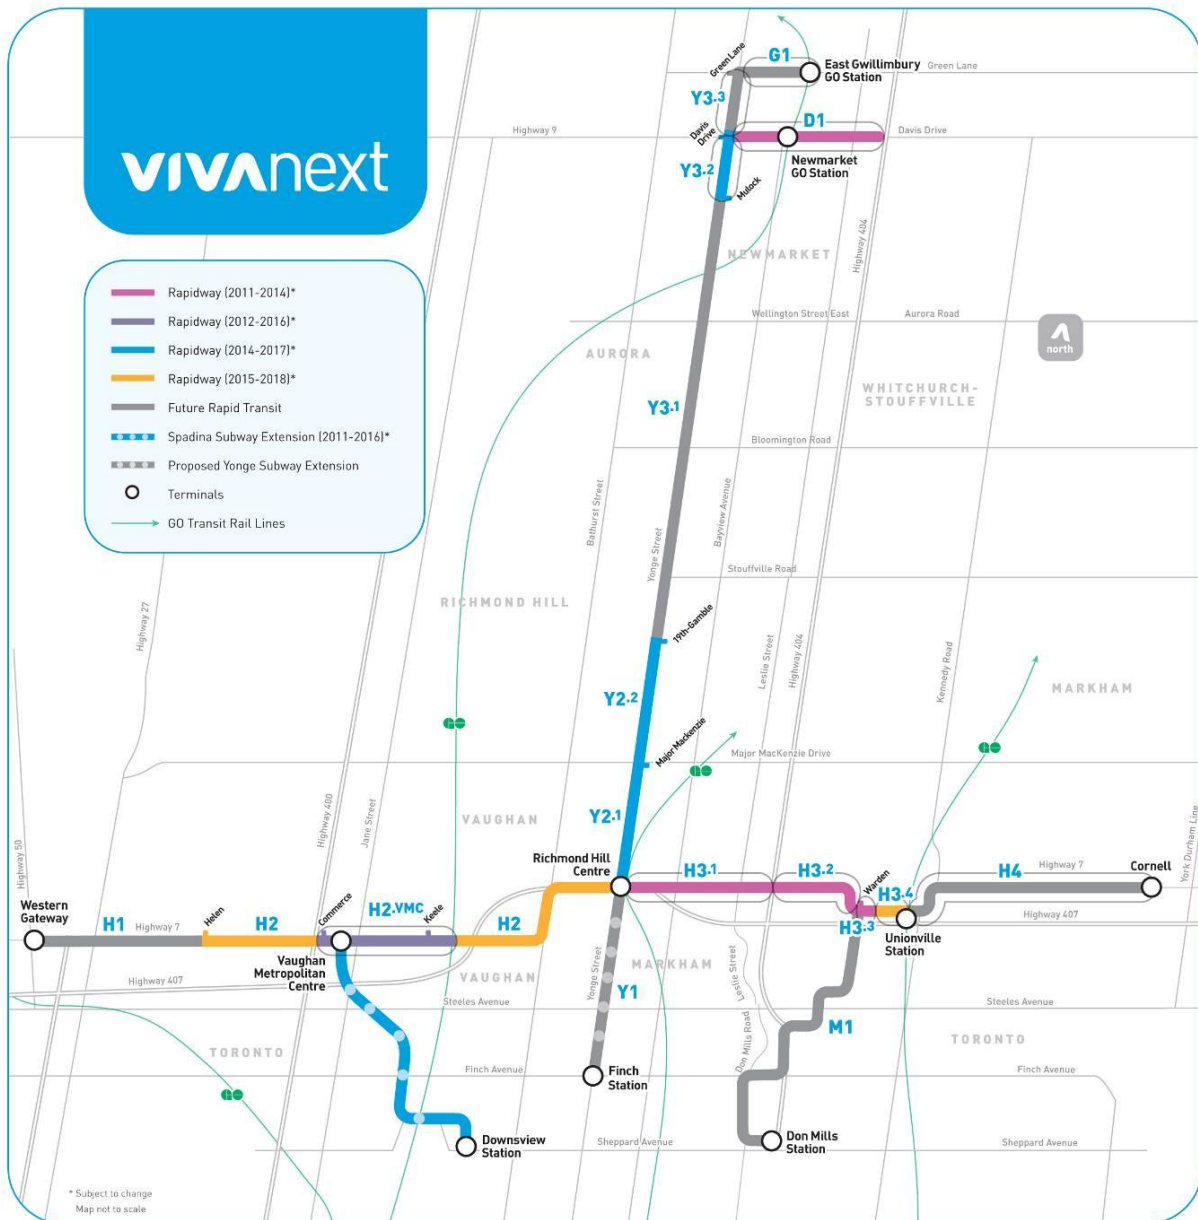 vivanext
Rapidway (2011-2014)*
Rapidway (2012-2016)*
Rapidway (2014-2017)*
Rapidway (2015-2018)*
Future Rapid Transit
Spadina Subway Extension (2011-2016)*
Proposed Yonge Subway Extension
Terminals
GO Transit Rail Lines
Green Lane
G1
East Gwillimbury
GO Station
Green Lane
Y3.3
Highway 9
Davis
Drive
D1
Davis Drive
Newmarket
GO Station
Y3.2
Mulock
NEWMARKET
Highway 404
Wellington Street East
Aurora Road
north
AURORA
WHITCHURCH-
STOUFFVILLE
Y3.1
Bloomington Road
Bathurst Street
Yonge Street
Bayview Avenue
Stouffville Road
RICHMOND HILL
Highway 27
19th-Gamble
Leslie Street
Highway 404
Kennedy Road
MARKHAM
Y2.2
Major Mackenzie
Major MacKenzie Drive
Highway 50
Highway 400
Jane Street
VAUGHAN
Y2.1
York Durham Line
Richmond Hill
Centre
H3.1
H3.2
Warden
H3.4
H4
Highway 7
Cornell
Western
Gateway
H1
Highway 7
Helen
H2
Commerce
H2.VMC
Keele
H2
H3.3
Highway 407
Unionville
Station
Vaughan
Metropolitan
Centre
Highway 407
VAUGHAN
Yonge Street
MARKHAM
Leslie Street
Y1
Steeles Avenue
Steeles Avenue
M1
TORONTO
Don Mills Road
TORONTO
Finch Avenue
Finch
Station
Finch Avenue
Downsview
Station
Sheppard Avenue
Don Mills
Station
Sheppard Avenue
* Subject to change
Map not to scale